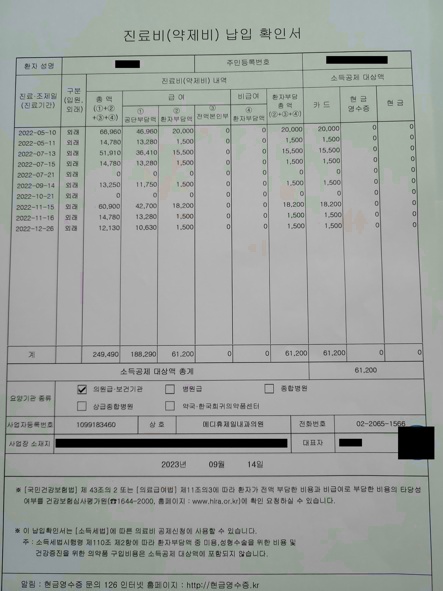 진료비(약제비) 납입 확인서
환자 성명 주민등록번호
진료·조제일 (진료기간) 구분 (입원, 외래) 진료비(약제비) 내역 소득공제 대상액
총 액 (①+② +③+④) 급 여 비급여 환자부담 총 액 (②+③+④) 카 드 현 금 영수증 현 금
① 공단부담액 ② 환자부담액 ③ 전액본인부 ④ 환자부담액
2022-05-10 외래 66,960 46,960 20,000 0 0 20,000 20,000 0 0
2022-05-11 외래 14,780 13,280 1,500 0 0 1,500 1,500 0 0
2022-07-13 외래 51,910 36,410 15,500 0 0 15,500 15,500 0 0
2022-07-15 외래 14,780 13,280 1,500 0 0 1,500 1,500 0 0
2022-07-21 외래 0 0 0 0 0 0 0 0 0
2022-09-14 외래 13,250 11,750 1,500 0 0 1,500 1,500 0 0
2022-10-21 외래 0 0 0 0 0 0 0 0 0
2022-11-15 외래 60,900 42,700 18,200 0 0 18,200 18,200 0 0
2022-11-16 외래 14,780 13,280 1,500 0 0 1,500 1,500 0 0
2022-12-26 외래 12,130 10,630 1,500 0 0 1,500 1,500 0 0
계 249,490 188,290 61,200 0 0 61,200 61,200 0 0
소득공제 대상액 총계 61,200
요양기관 종류 의원급·보건기관 병원급 종합병원
상급종합병원 약국·한국희귀의약품센터
사업자등록번호 1099183460 상 호 메디휴제일내과의원 전화번호 02-2065-1566
사업장 소재지 대표자
2023년 09월 14일
※ [국민건강보험법] 제 43조의 2 또는 [의료급여법] 제11조의3에 따라 환자가 전액 부담한 비용과 비급여로 부담한 비용의 타당성
여부를 건강보험심사평가원(☎1644-2000, 홈페이지 : www.hira.or.kr)에 확인 요청하실 수 있습니다.
※ 이 납입확인서는 [소득세법]에 따른 의료비 공제신청에 사용할 수 있습니다.
주 : 소득세법시행령 제110조 제2항에 따라 환자부담액 중 미용,성형수술을 위한 비용 및
건강증진을 위한 의약품 구입비용은 소득공제 대상액에 포함되지 않습니다.
알림 : 현금영수증 문의 126 인터넷 홈페이지 : http://현금영수증.kr